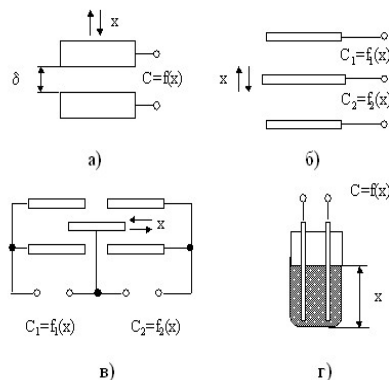 x
δ
C=f(x)
а)
C₁=f₁(x)
x
C₂=f₂(x)
б)
x
C₁=f₁(x)
C₂=f₂(x)
в)
C=f(x)
x
г)